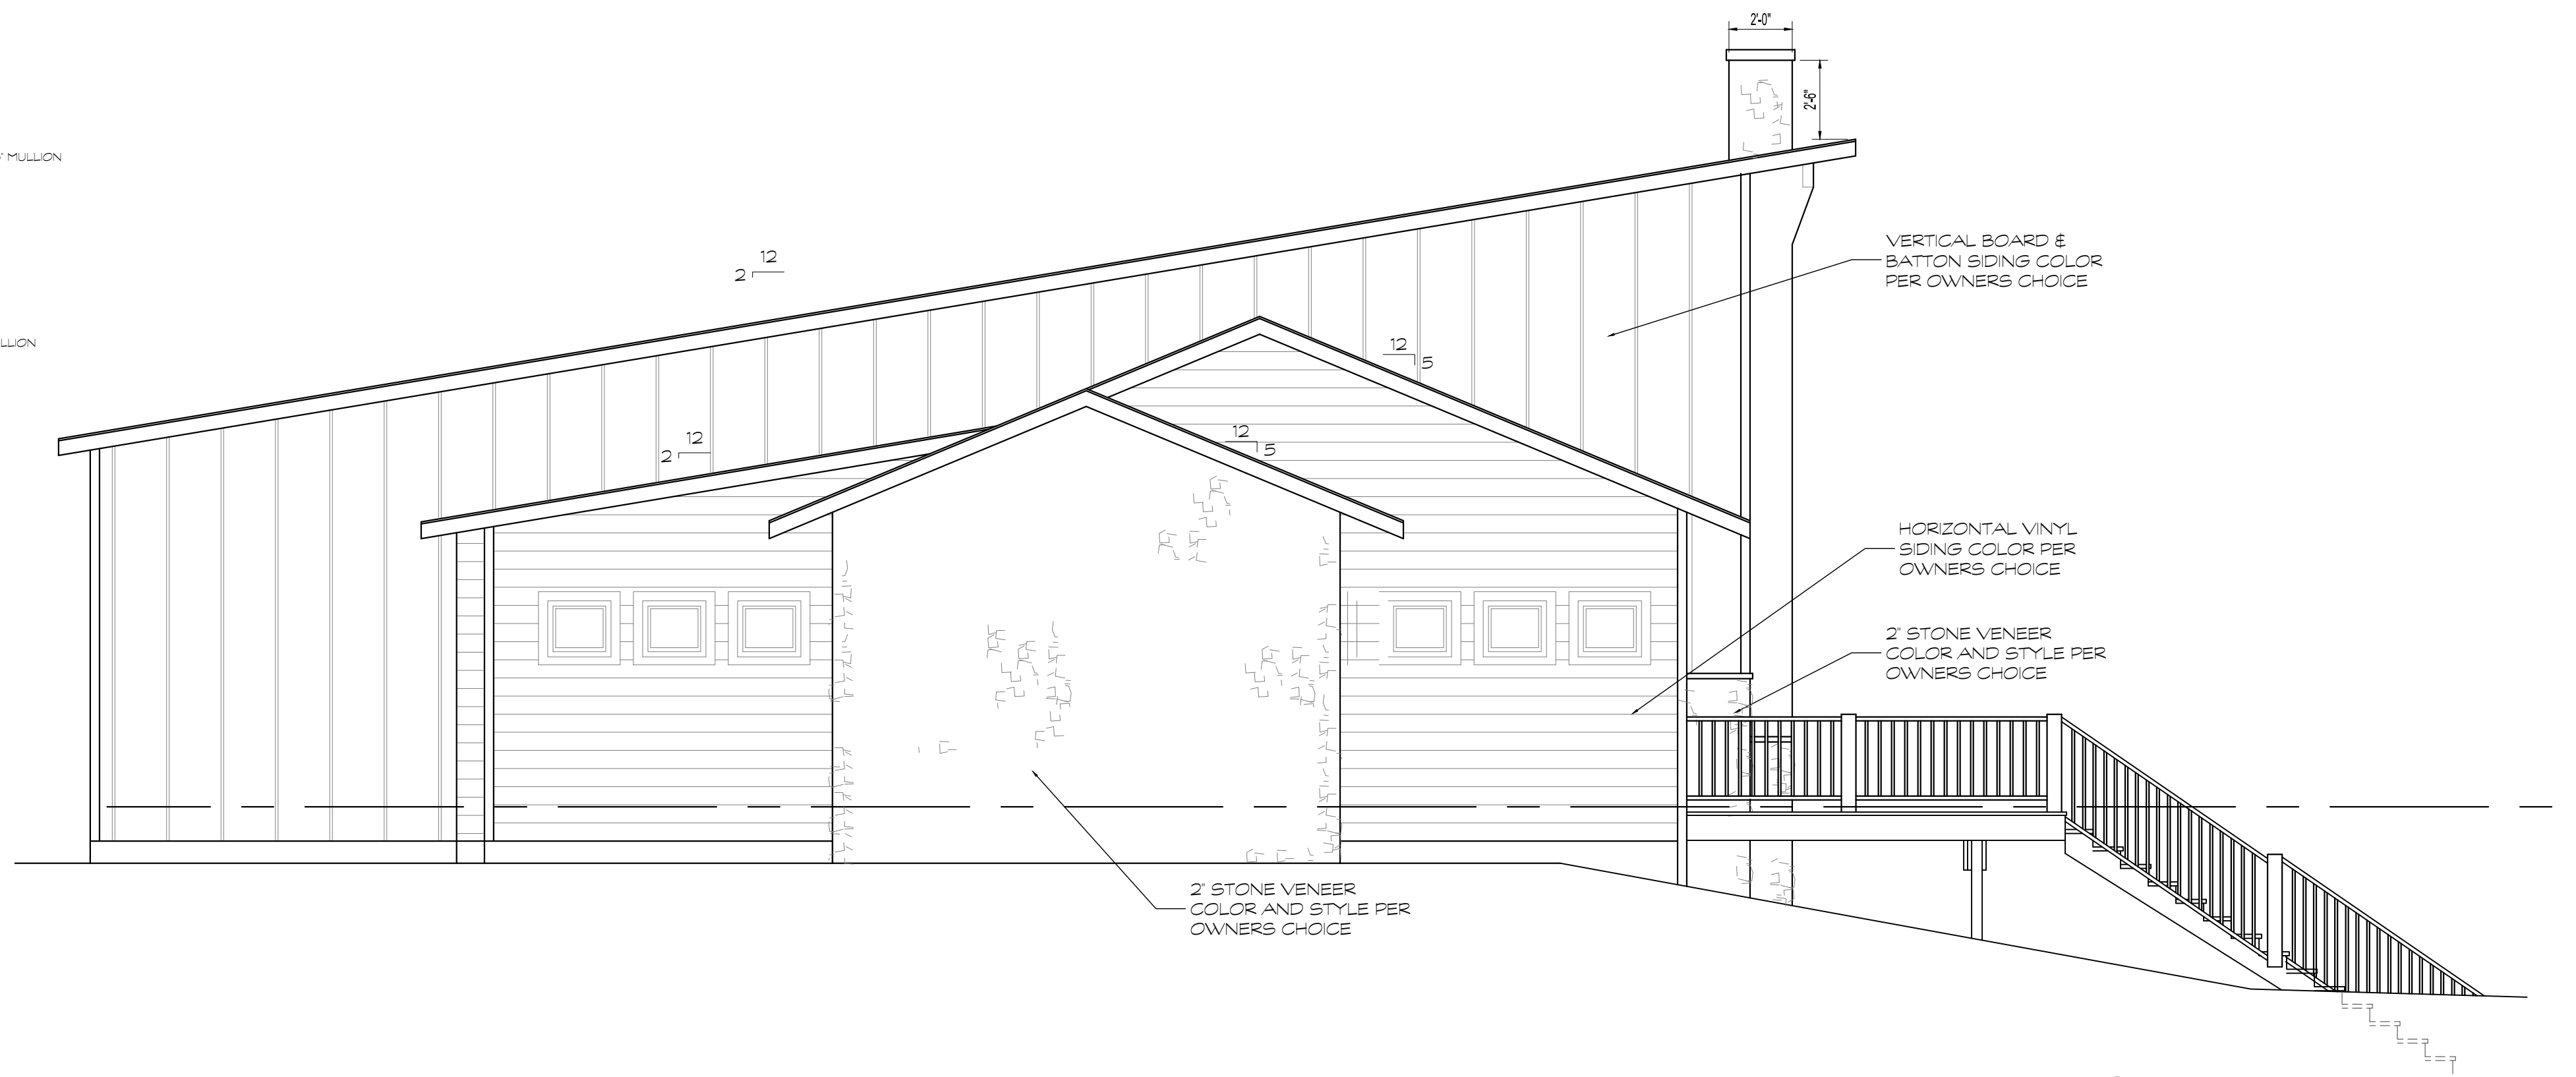 2'-0"
2'-6"
MULLION
VERTICAL BOARD &
BATTON SIDING COLOR
PER OWNERS CHOICE
12
2
12
5
12
2
12
5
HORIZONTAL VINYL
SIDING COLOR PER
OWNERS CHOICE
2" STONE VENEER
COLOR AND STYLE PER
OWNERS CHOICE
2" STONE VENEER
COLOR AND STYLE PER
OWNERS CHOICE
LLION